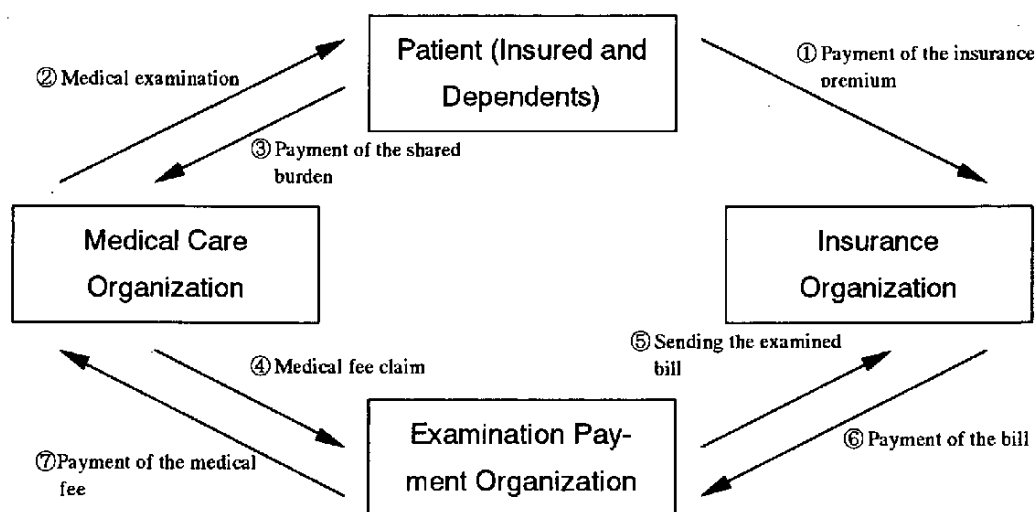 Patient (Insured and
Dependents)
① Payment of the insurance
premium
② Medical examination
③ Payment of the shared
burden
Medical Care
Organization
Insurance
Organization
④ Medical fee claim
⑤ Sending the examined
bill
Examination Pay-
ment Organization
⑥ Payment of the bill
⑦Payment of the medical
fee